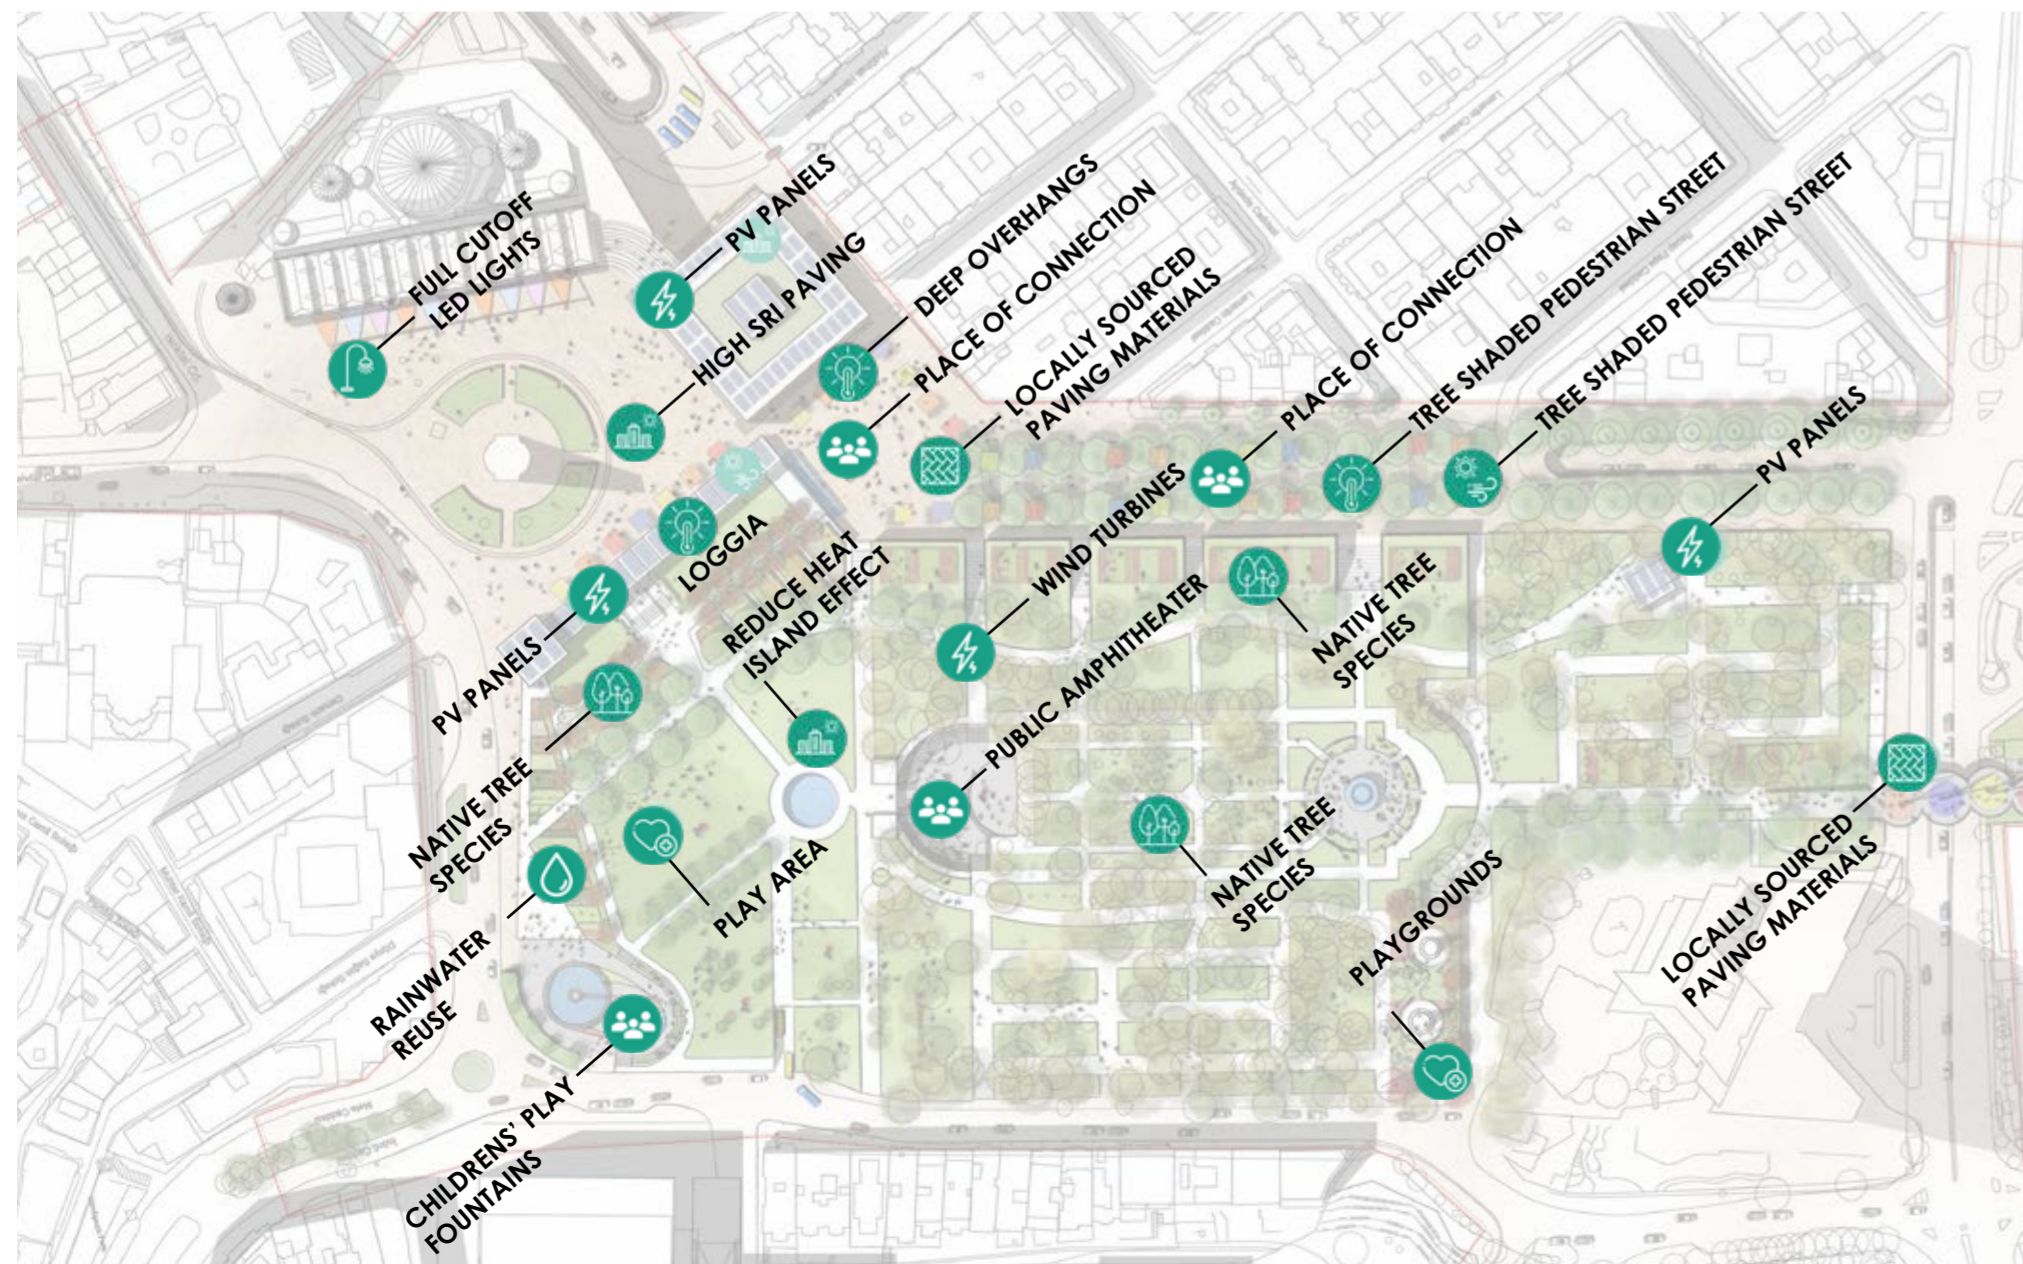 FULL CUTOFF
LED LIGHTS
PV PANELS
HIGH SRI PAVING
DEEP OVERHANGS
PLACE OF CONNECTION
LOCALLY SOURCED
PAVING MATERIALS
PLACE OF CONNECTION
TREE SHADED PEDESTRIAN STREET
TREE SHADED PEDESTRIAN STREET
PV PANELS
LOGGIA
REDUCE HEAT
ISLAND EFFECT
WIND TURBINES
PUBLIC AMPHITHEATER
NATIVE TREE
SPECIES
PV PANELS
NATIVE TREE
SPECIES
PLAY AREA
NATIVE TREE
SPECIES
PLAYGROUNDS
LOCALLY SOURCED
PAVING MATERIALS
RAINWATER
REUSE
CHILDRENS' PLAY
FOUNTAINS